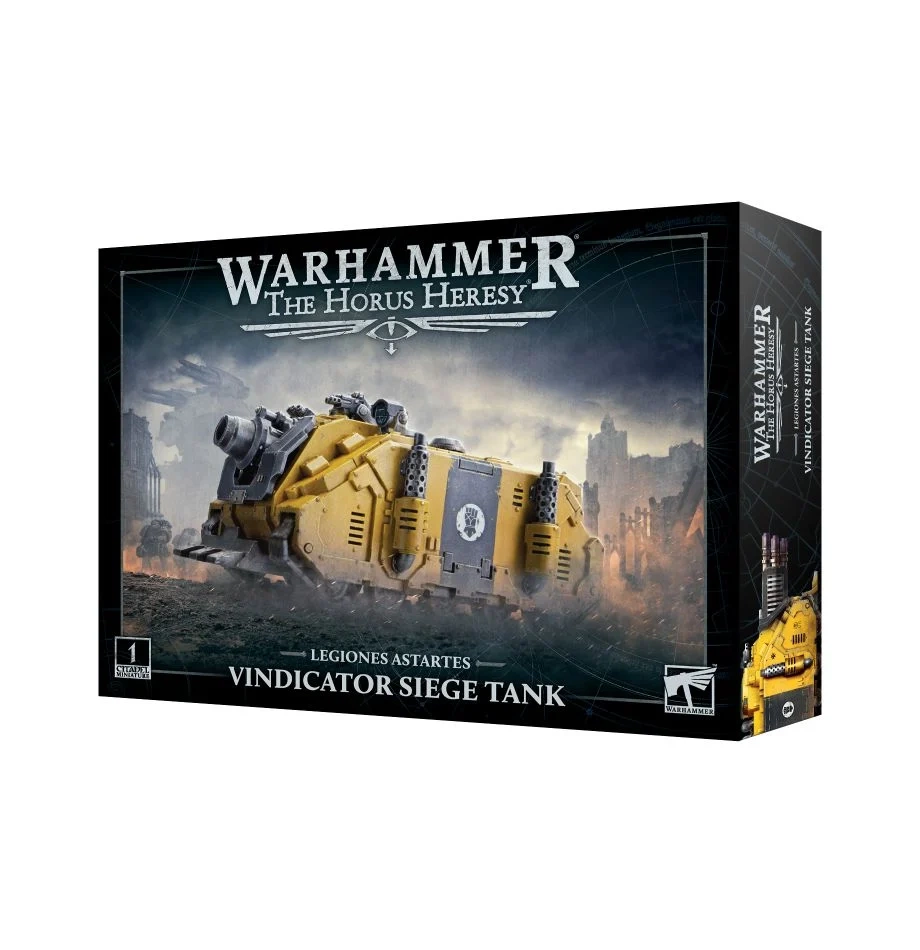 WARHAMMER®
THE HORUS HERESY®
1
CITADEL
MINIATURE
LEGIONES ASTARTES
VINDICATOR SIEGE TANK
WARHAMMER™
WARHAMMER
THE HORUS HERESY
LEGIONES ASTARTES
VINDICATOR SIEGE TANK